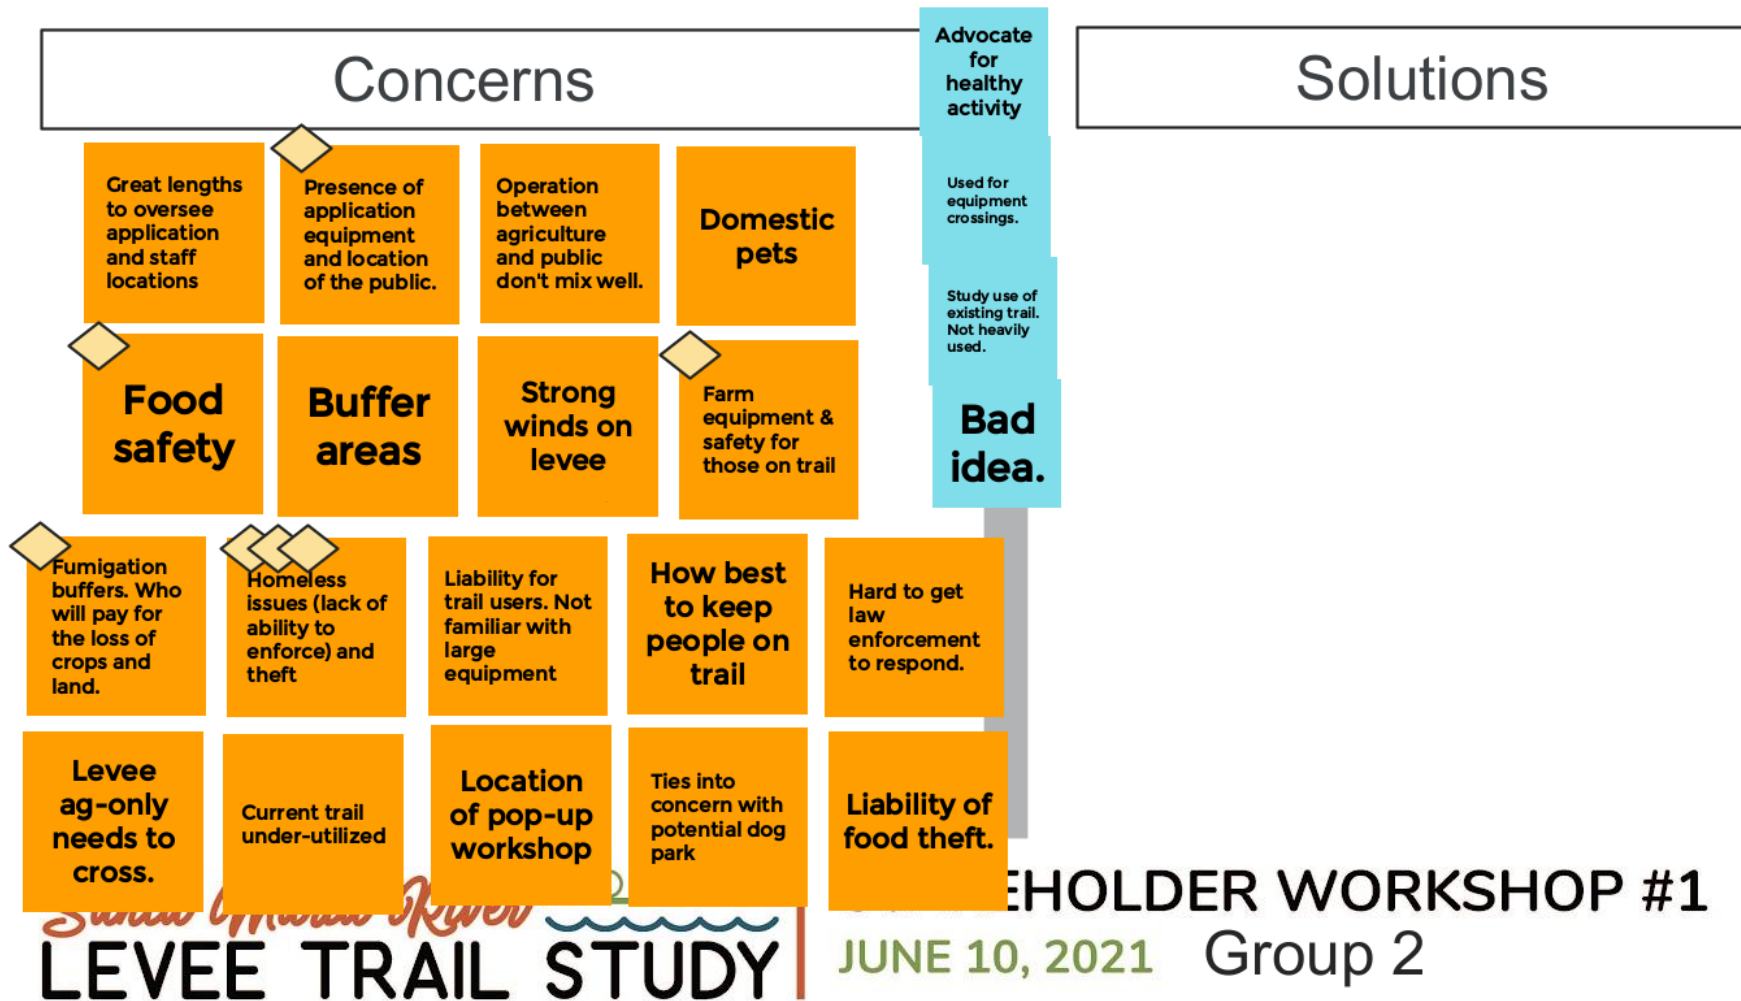 Concerns
Advocate
for
healthy
activity
Solutions
Great lengths
to oversee
application
and staff
locations
Presence of
application
equipment
and location
of the public.
Operation
between
agriculture
and public
don't mix well.
Domestic
pets
Used for
equipment
crossings.
Study use of
existing trail.
Not heavily
used.
Food
safety
Buffer
areas
Strong
winds on
levee
Farm
equipment &
safety for
those on trail
Bad
idea.
Fumigation
buffers. Who
will pay for
the loss of
crops and
land.
Homeless
issues (lack of
ability to
enforce) and
theft
Liability for
trail users. Not
familiar with
large
equipment
How best
to keep
people on
trail
Hard to get
law
enforcement
to respond.
Levee
ag-only
needs to
cross.
Current trail
under-utilized
Location
of pop-up
workshop
Ties into
concern with
potential dog
park
Liability of
food theft.
Santa Maria River
LEVEE TRAIL STUDY
EHOLDER WORKSHOP #1
JUNE 10, 2021 Group 2